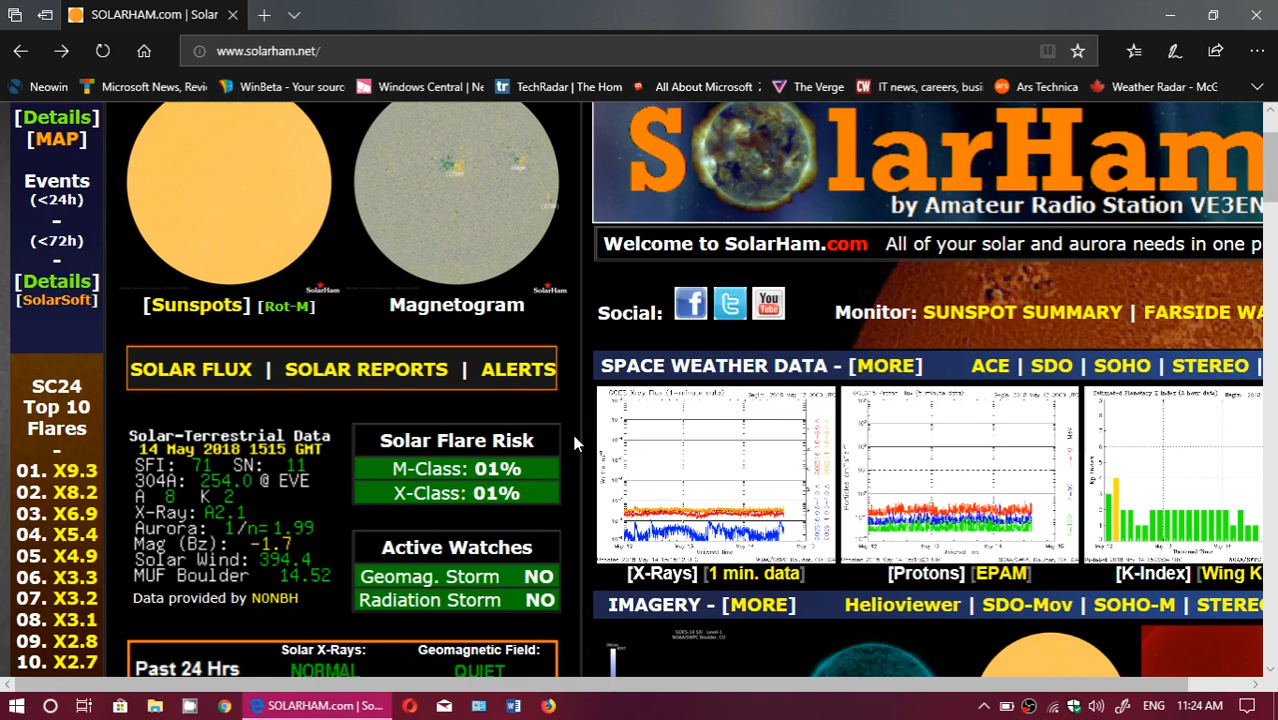 SOLARHAM.com | Solar
www.solarham.net/
Neowin
Microsoft News, Revi
WinBeta - Your sourc
Windows Central | Ne
TechRadar | The Hom
All About Microsoft
The Verge
IT news, careers, busi
Ars Technica
Weather Radar - McG
[Details]
[MAP]
Events
(<24h)
-
(<72h)
-
[Details]
[SolarSoft]
SC24
Top 10
Flares
-
01. X9.3
02. X8.2
03. X6.9
04. X5.4
05. X4.9
06. X3.3
07. X3.2
08. X3.1
09. X2.8
10. X2.7
SolarHam
SolarHam
[Sunspots] [Rot-M]
Magnetogram
SOLAR FLUX | SOLAR REPORTS | ALERTS
Solar-Terrestrial Data
14 May 2018 1515 GMT
SFI: 71 SN: 11
304A: 254.0 @ EVE
A 8 K 2
X-Ray: A2.1
Aurora: 1/n=1.99
Mag (Bz): -1.7
Solar Wind: 394.4
MUF Boulder 14.52
Data provided by N0NBH
Solar Flare Risk
M-Class: 01%
X-Class: 01%
Active Watches
Geomag. Storm NO
Radiation Storm NO
Past 24 Hrs
Solar X-Rays:
NORMAL
Geomagnetic Field:
QUIET
SolarHam
by Amateur Radio Station VE3EN
Welcome to SolarHam.com All of your solar and aurora needs in one p
Social:
You Tube
Monitor: SUNSPOT SUMMARY | FARSIDE WA
SPACE WEATHER DATA - [MORE] ACE | SDO | SOHO | STEREO |
[X-Rays] [1 min. data]
[Protons] [EPAM]
[K-Index] [Wing K
IMAGERY - [MORE] Helioviewer | SDO-Mov | SOHO-M | STERE
SOLARHAM.com | So...
ENG
11:24 AM